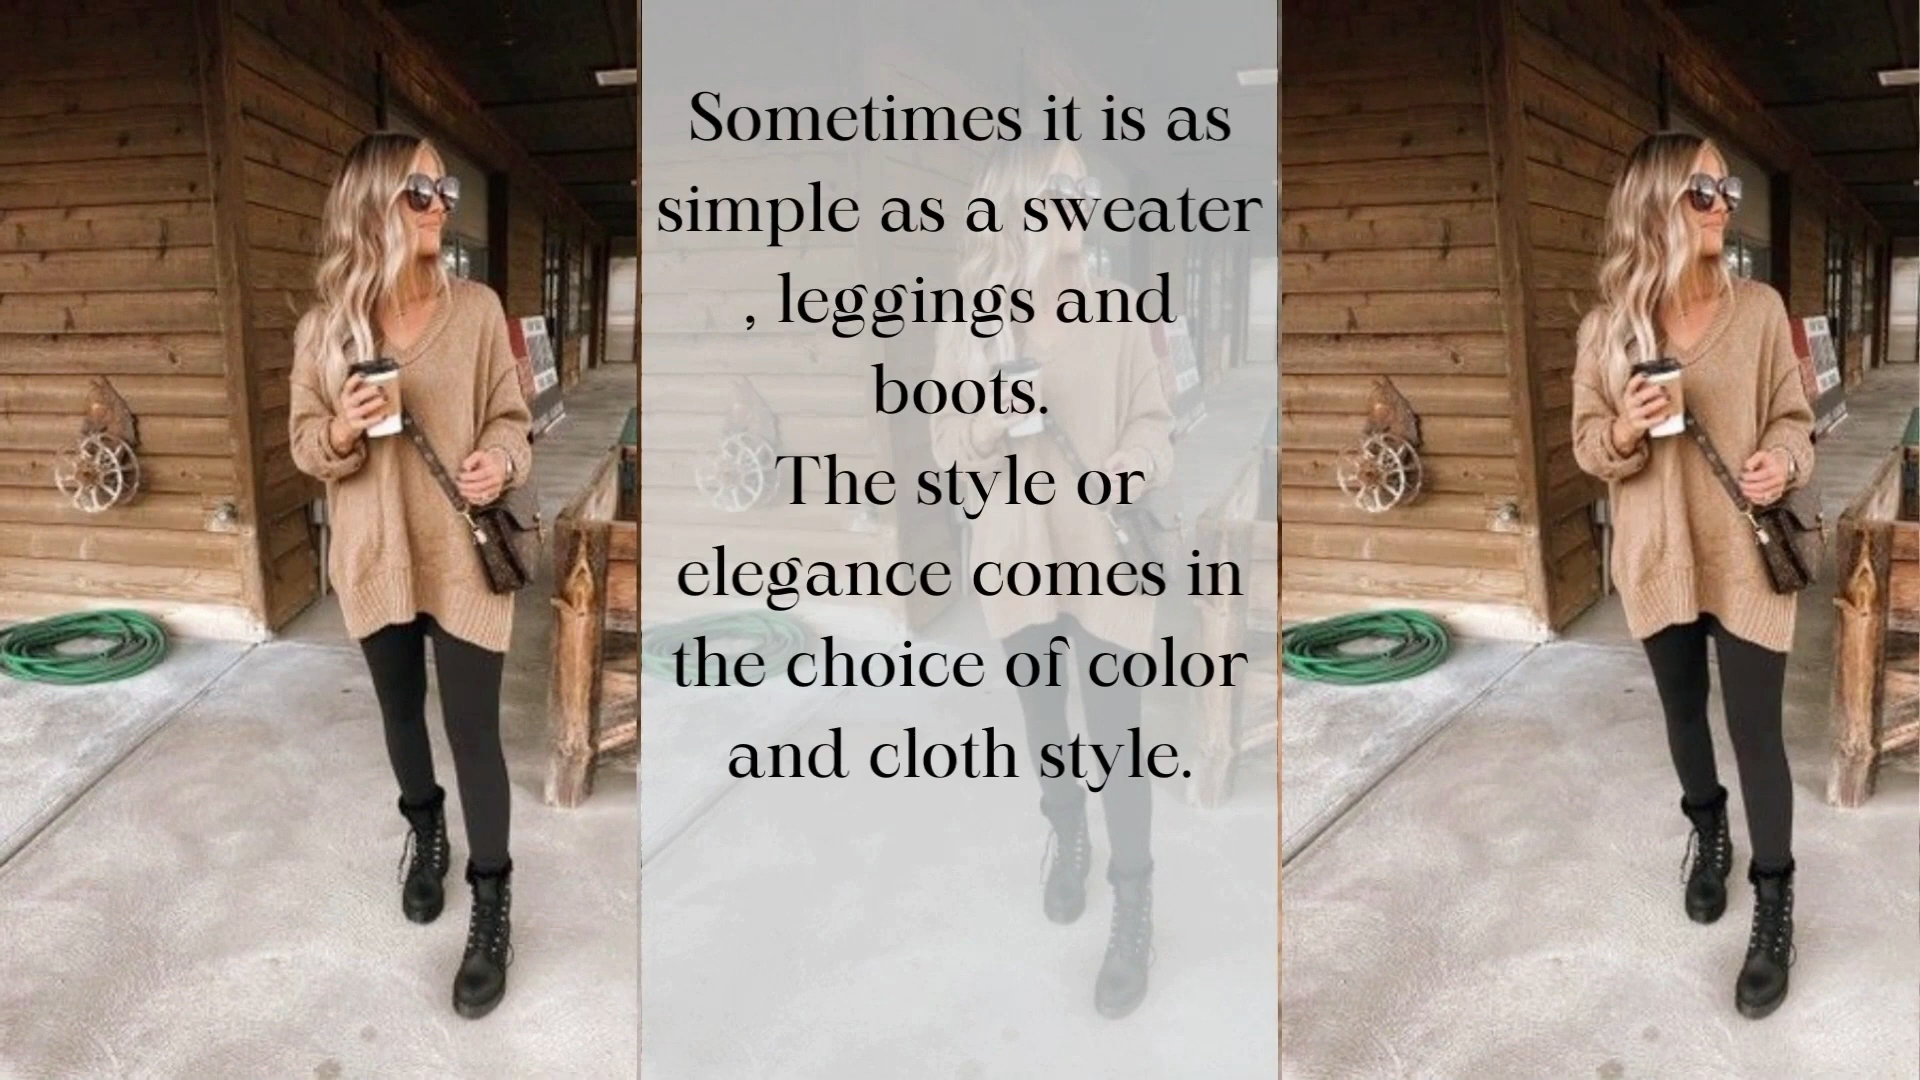 Sometimes it is as
simple as a sweater
, leggings and
boots.
The style or
elegance comes in
the choice of color
and cloth style.